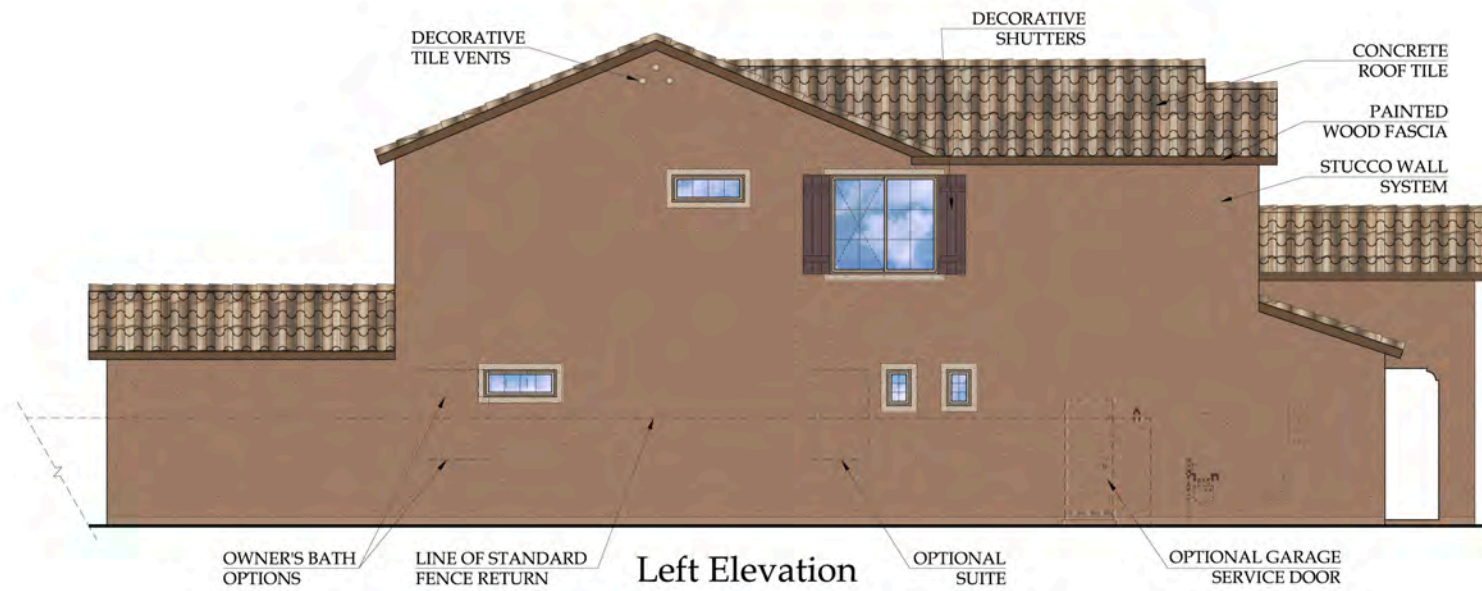 DECORATIVE
TILE VENTS
DECORATIVE
SHUTTERS
CONCRETE
ROOF TILE
PAINTED
WOOD FASCIA
STUCCO WALL
SYSTEM
OWNER'S BATH
OPTIONS
LINE OF STANDARD
FENCE RETURN
Left Elevation
OPTIONAL
SUITE
OPTIONAL GARAGE
SERVICE DOOR